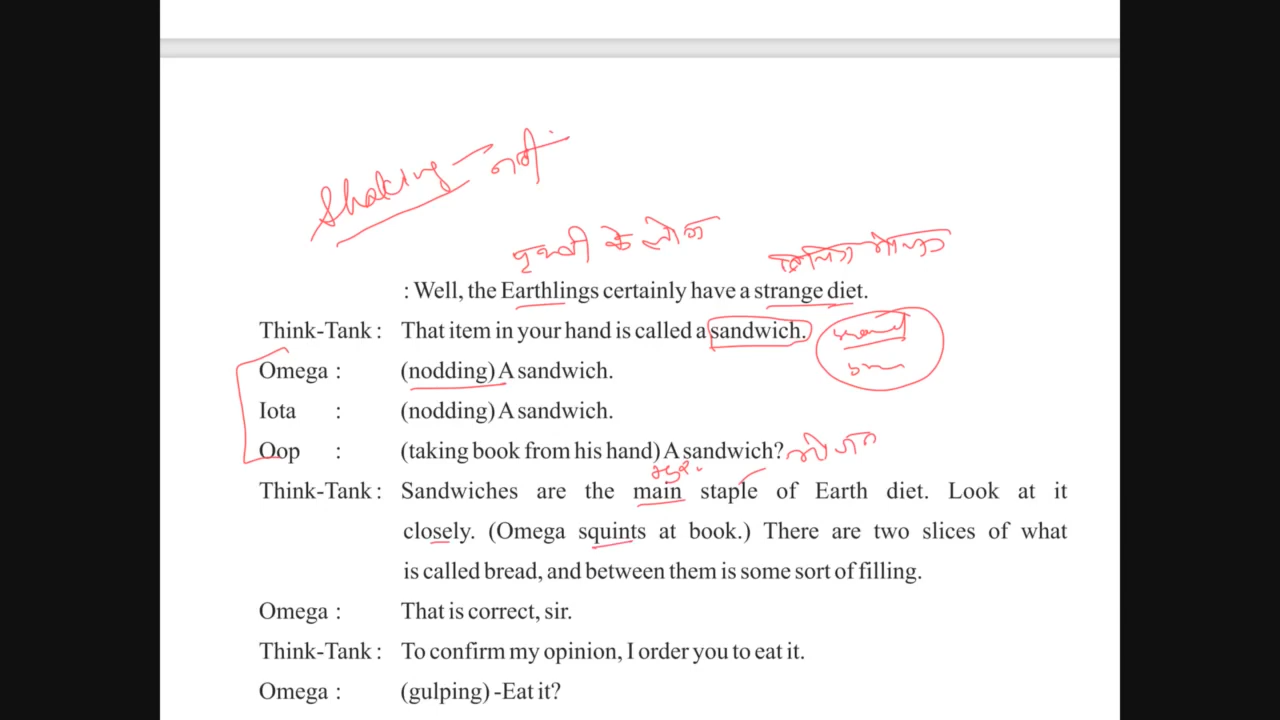 Shaking → नहीं
पृथ्वी के लोग
विचित्र भोजन
: Well, the Earthlings certainly have a strange diet.
Think-Tank : That item in your hand is called a sandwich.
Omega : (nodding) A sandwich.
Iota : (nodding) A sandwich.
Oop : (taking book from his hand) A sandwich? भोजन
मुख्य
Think-Tank : Sandwiches are the main staple of Earth diet. Look at it
closely. (Omega squints at book.) There are two slices of what
is called bread, and between them is some sort of filling.
Omega : That is correct, sir.
Think-Tank : To confirm my opinion, I order you to eat it.
Omega : (gulping) -Eat it?